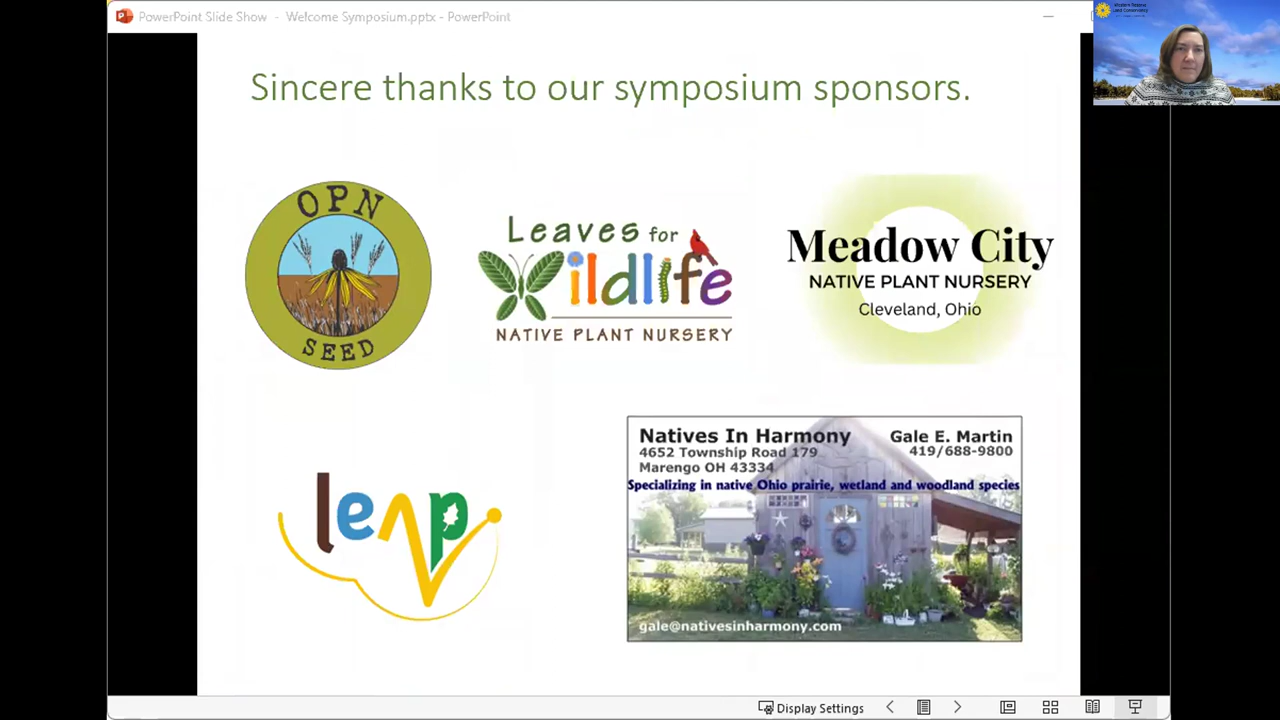 PowerPoint Slide Show - Welcome Symposium.pptx - PowerPoint
Sincere thanks to our symposium sponsors.
OPN
SEED
Leaves for
Wildlife
NATIVE PLANT NURSERY
Meadow City
NATIVE PLANT NURSERY
Cleveland, Ohio
leap
Natives In Harmony
4652 Township Road 179
Marengo OH 43334
Gale E. Martin
419/688-9800
Specializing in native Ohio prairie, wetland and woodland species
gale@nativesinharmony.com
Display Settings